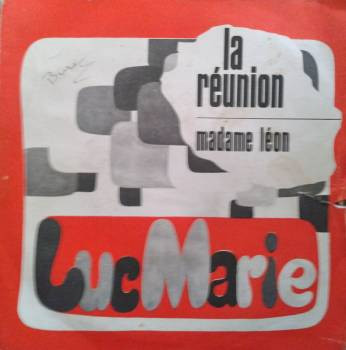 la
réunion
madame léon
LucMarie